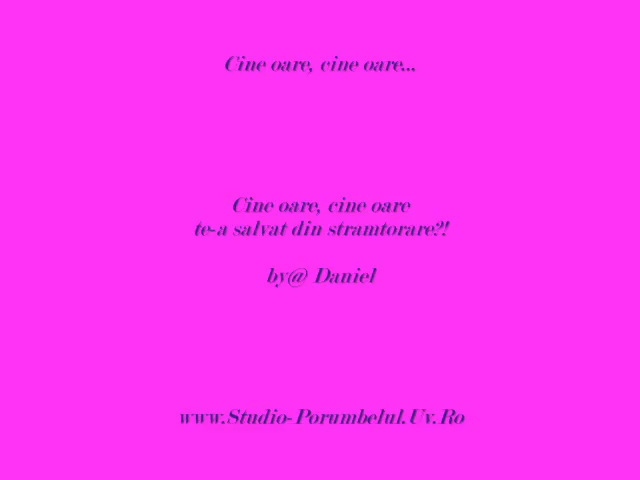 Cine oare, cine oare...
Cine oare, cine oare
te-a salvat din stramtorare?!
by@ Daniel
www.Studio-Porumbelul.Uv.Ro